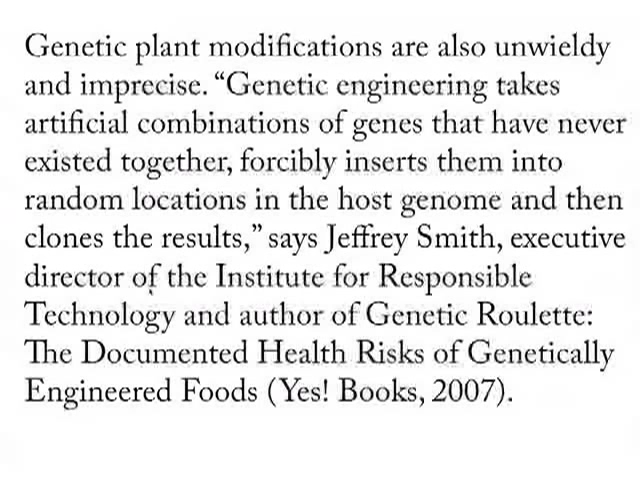 Genetic plant modifications are also unwieldy
and imprecise. “Genetic engineering takes
artificial combinations of genes that have never
existed together, forcibly inserts them into
random locations in the host genome and then
clones the results,” says Jeffrey Smith, executive
director of the Institute for Responsible
Technology and author of Genetic Roulette:
The Documented Health Risks of Genetically
Engineered Foods (Yes! Books, 2007).